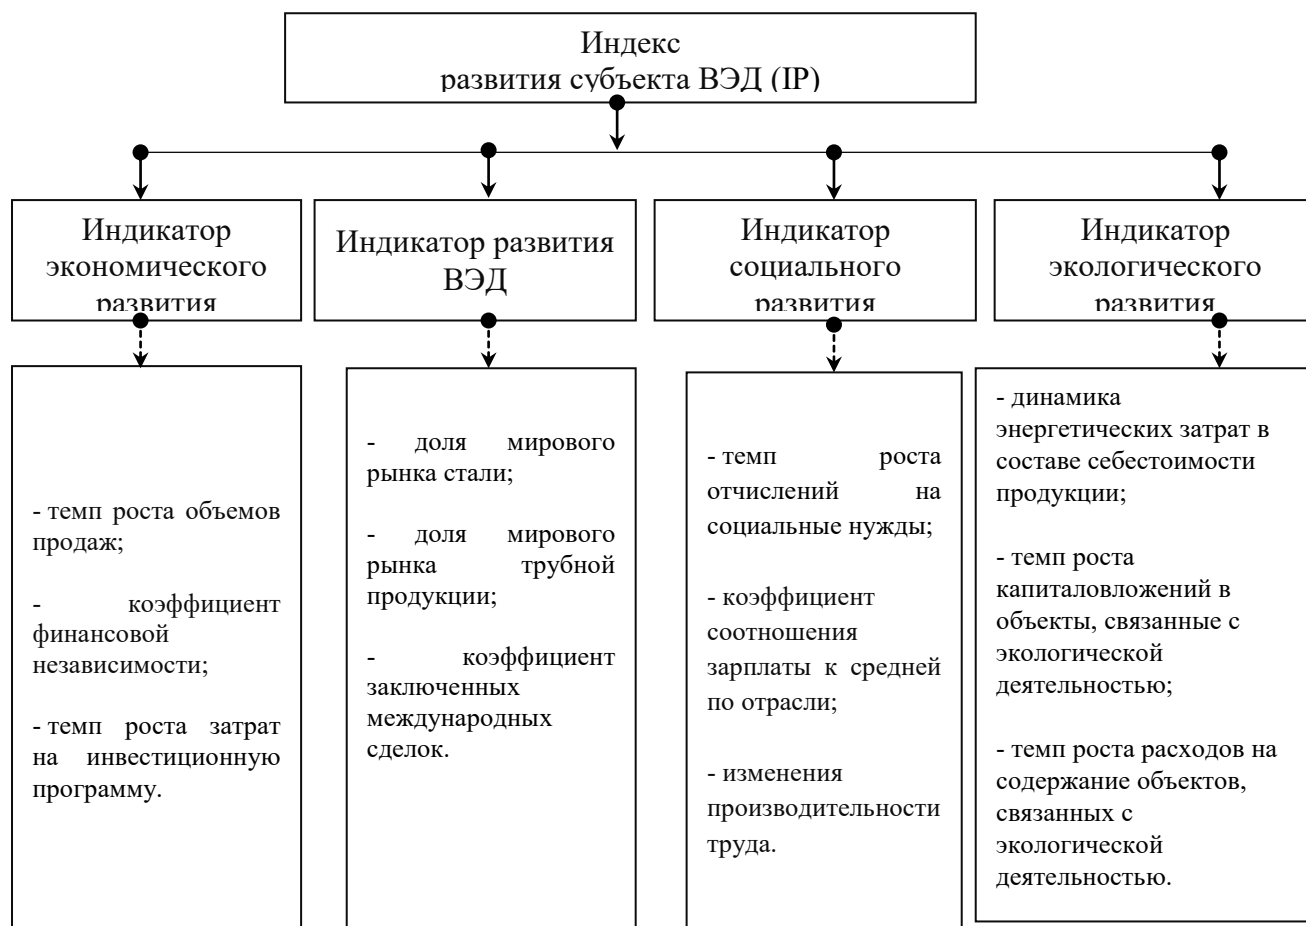 Индекс
развития субъекта ВЭД (IP)
Индикатор
экономического
развития
Индикатор развития
ВЭД
Индикатор
социального
развития
Индикатор
экологического
развития
- темп роста объемов
продаж;
- коэффициент
финансовой
независимости;
- темп роста затрат
на инвестиционную
программу.
- доля мирового
рынка стали;
- доля мирового
рынка трубной
продукции;
- коэффициент
заключенных
международных
сделок.
- темп роста
отчислений на
социальные нужды;
- коэффициент
соотношения
зарплаты к средней
по отрасли;
- изменения
производительности
труда.
- динамика
энергетических затрат в
составе себестоимости
продукции;
- темп роста
капиталовложений в
объекты, связанные с
экологической
деятельностью;
- темп роста расходов на
содержание объектов,
связанных с
экологической
деятельностью.